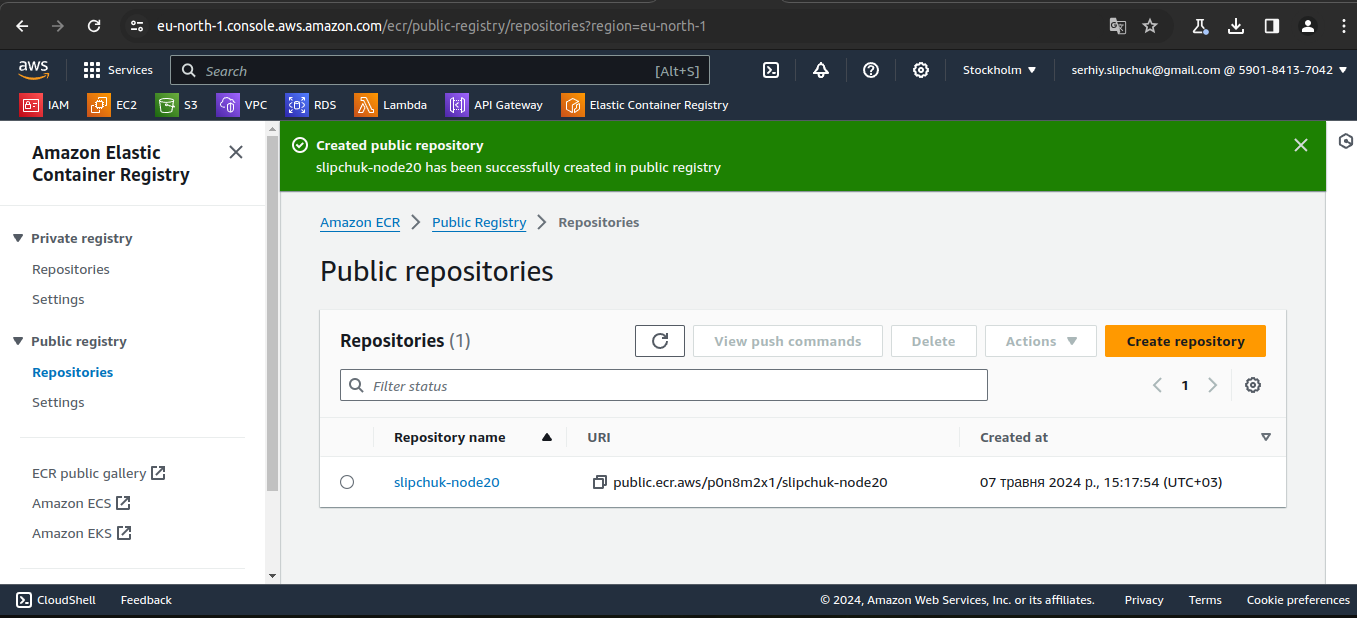 eu-north-1.console.aws.amazon.com/ecr/public-registry/repositories?region=eu-north-1
aws Services Search [Alt+S] Stockholm serhiy.slipchuk@gmail.com @ 5901-8413-7042
IAM EC2 S3 VPC RDS Lambda API Gateway Elastic Container Registry
Amazon Elastic
Container Registry
Private registry
Repositories
Settings
Public registry
Repositories
Settings
ECR public gallery
Amazon ECS
Amazon EKS
Created public repository
slipchuk-node20 has been successfully created in public registry
Amazon ECR Public Registry Repositories
Public repositories
Repositories (1) View push commands Delete Actions Create repository
Filter status 1
Repository name URI Created at
slipchuk-node20 public.ecr.aws/p0n8m2x1/slipchuk-node20 07 травня 2024 р., 15:17:54 (UTC+03)
CloudShell Feedback © 2024, Amazon Web Services, Inc. or its affiliates. Privacy Terms Cookie preferences